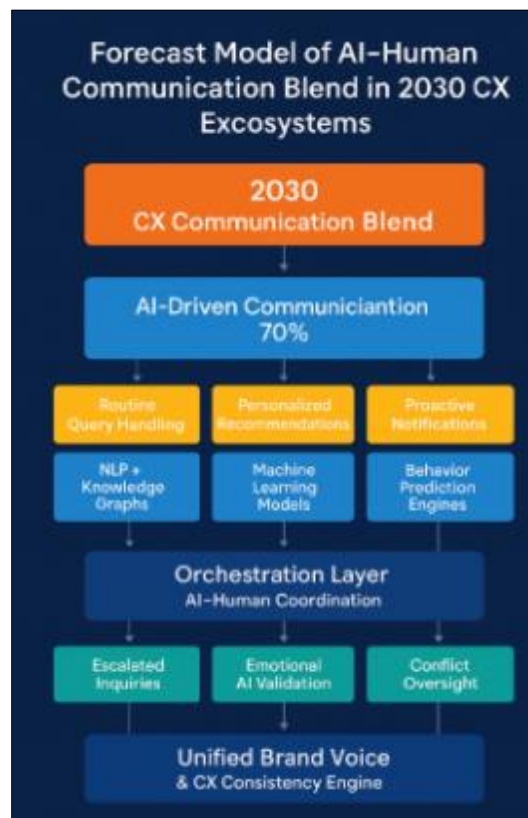 Forecast Model of AI-Human
Communication Blend in 2030 CX
Excosystems
2030
CX Communication Blend
AI-Driven Communiciantion
70%
Routine
Query Handling
Personalized
Recommendations
Proactive
Notifications
NLP +
Knowledge
Graphs
Machine
Learning
Models
Behavior
Prediction
Engines
Orchestration Layer
AI-Human Coordination
Escalated
Inquiries
Emotional
AI Validation
Conflict
Oversight
Unified Brand Voice
& CX Consistency Engine